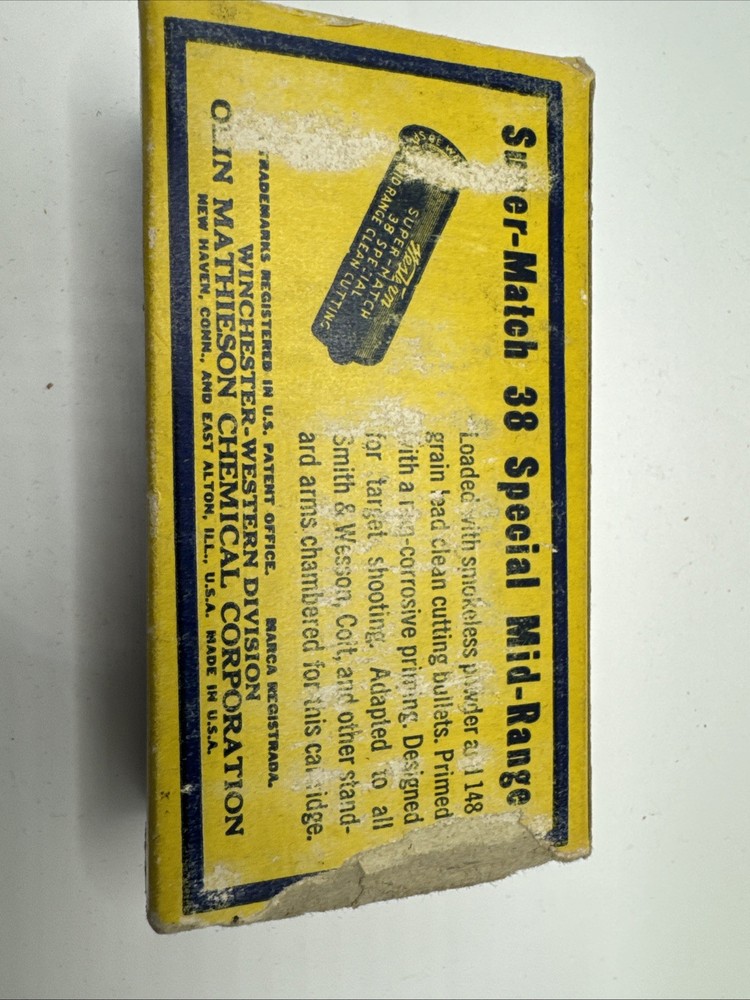 Super-Match 38 Special Mid-Range
Loaded with smokeless powder and 148
grain lead clean cutting bullets. Primed
with a non-corrosive priming. Designed
for target shooting. Adapted to all
Smith & Wesson, Colt, and other stand-
ard arms chambered for this cartridge.
Western
SUPER-MATCH
38 SPECIAL
MID RANGE CLEAN CUTTING
TRADEMARKS REGISTERED IN U.S. PATENT OFFICE. MARCA REGISTRADA.
WINCHESTER-WESTERN DIVISION
OLIN MATHIESON CHEMICAL CORPORATION
NEW HAVEN, CONN., AND EAST ALTON, ILL., U.S.A. MADE IN U.S.A.